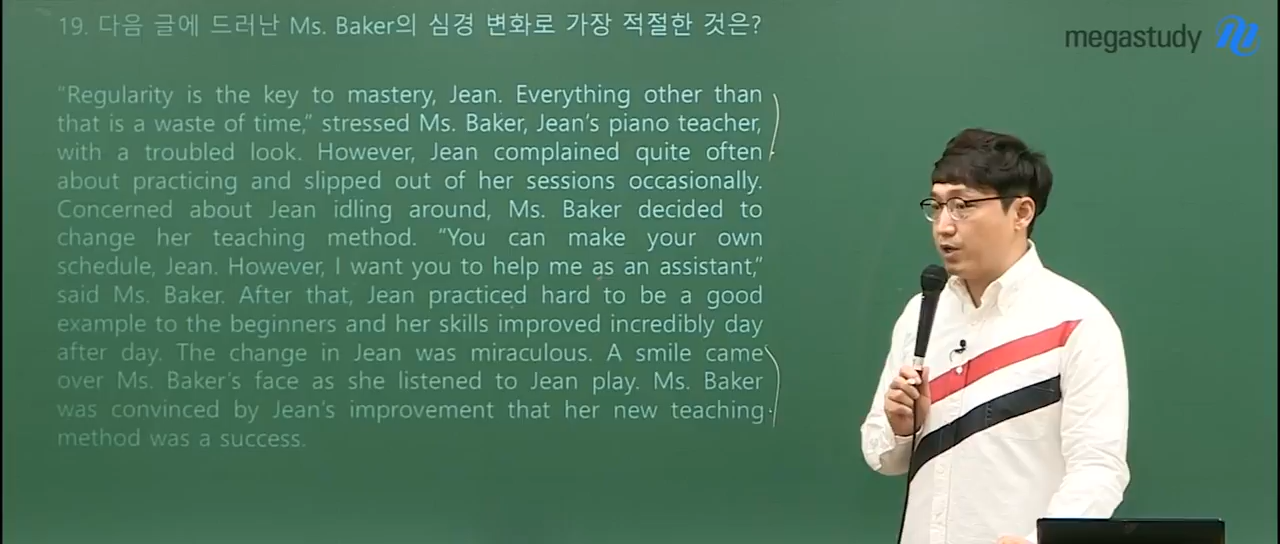 19. 다음 글에 드러난 Ms. Baker의 심경 변화로 가장 적절한 것은?
megastudy
“Regularity is the key to mastery, Jean. Everything other than
that is a waste of time,” stressed Ms. Baker, Jean’s piano teacher,
with a troubled look. However, Jean complained quite often
about practicing and slipped out of her sessions occasionally.
Concerned about Jean idling around, Ms. Baker decided to
change her teaching method. “You can make your own
schedule, Jean. However, I want you to help me as an assistant,”
said Ms. Baker. After that, Jean practiced hard to be a good
example to the beginners and her skills improved incredibly day
after day. The change in Jean was miraculous. A smile came
over Ms. Baker’s face as she listened to Jean play. Ms. Baker
was convinced by Jean’s improvement that her new teaching
method was a success.